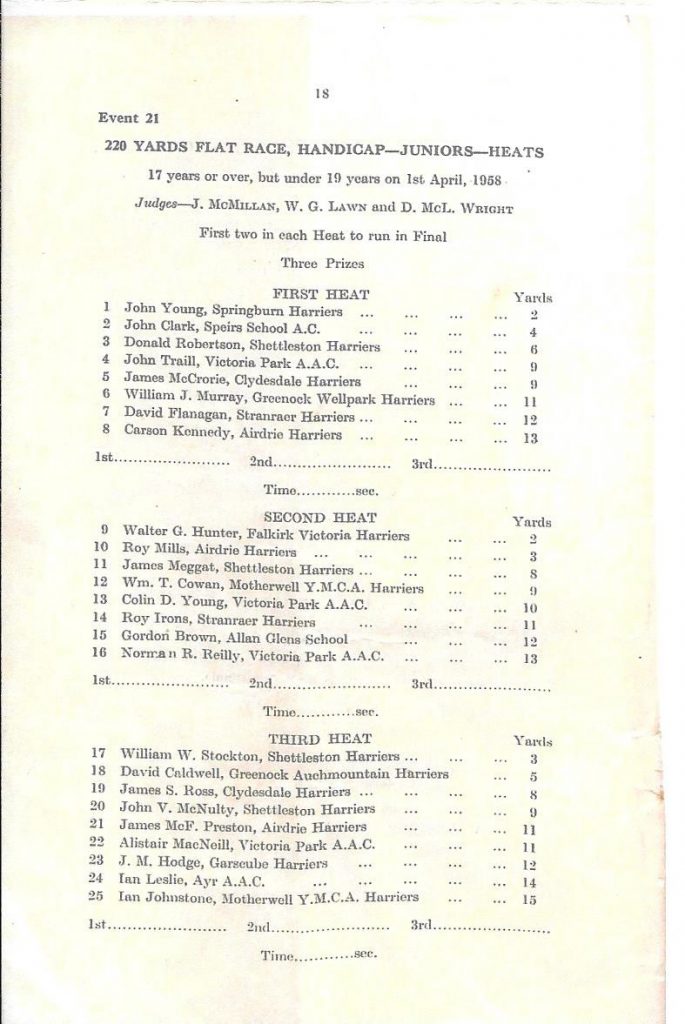 18
Event 21
220 YARDS FLAT RACE, HANDICAP—JUNIORS—HEATS
17 years or over, but under 19 years on 1st April, 1958
Judges—J. McMillan, W. G. Lawn and D. McL. Wright
First two in each Heat to run in Final
Three Prizes
FIRST HEAT Yards
1 John Young, Springburn Harriers ... ... ... ... 2
2 John Clark, Speirs School A.C. ... ... ... ... 4
3 Donald Robertson, Shettleston Harriers ... ... ... 6
4 John Traill, Victoria Park A.A.C. ... ... ... ... 9
5 James McCrorie, Clydesdale Harriers ... ... ... 9
6 William J. Murray, Greenock Wellpark Harriers ... ... 11
7 David Flanagan, Stranraer Harriers ... ... ... ... 12
8 Carson Kennedy, Airdrie Harriers ... ... ... ... 13
1st.......................... 2nd.......................... 3rd..........................
Time............sec.
SECOND HEAT Yards
9 Walter G. Hunter, Falkirk Victoria Harriers ... ... 2
10 Roy Mills, Airdrie Harriers ... ... ... ... ... 3
11 James Meggat, Shettleston Harriers ... ... ... ... 8
12 Wm. T. Cowan, Motherwell Y.M.C.A. Harriers ... ... 9
13 Colin D. Young, Victoria Park A.A.C. ... ... ... 10
14 Roy Irons, Stranraer Harriers ... ... ... ... 11
15 Gordon Brown, Allan Glens School ... ... ... 12
16 Norman R. Reilly, Victoria Park A.A.C. ... ... ... 13
1st.......................... 2nd.......................... 3rd..........................
Time............sec.
THIRD HEAT Yards
17 William W. Stockton, Shettleston Harriers ... ... ... 3
18 David Caldwell, Greenock Auchmountain Harriers ... 5
19 James S. Ross, Clydesdale Harriers ... ... ... ... 8
20 John V. McNulty, Shettleston Harriers ... ... ... 9
21 James McF. Preston, Airdrie Harriers ... ... ... 11
22 Alistair MacNeill, Victoria Park A.A.C. ... ... ... 11
23 J. M. Hodge, Garscube Harriers ... ... ... ... 12
24 Ian Leslie, Ayr A.A.C. ... ... ... ... ... 14
25 Ian Johnstone, Motherwell Y.M.C.A. Harriers ... ... 15
1st.......................... 2nd.......................... 3rd..........................
Time............sec.